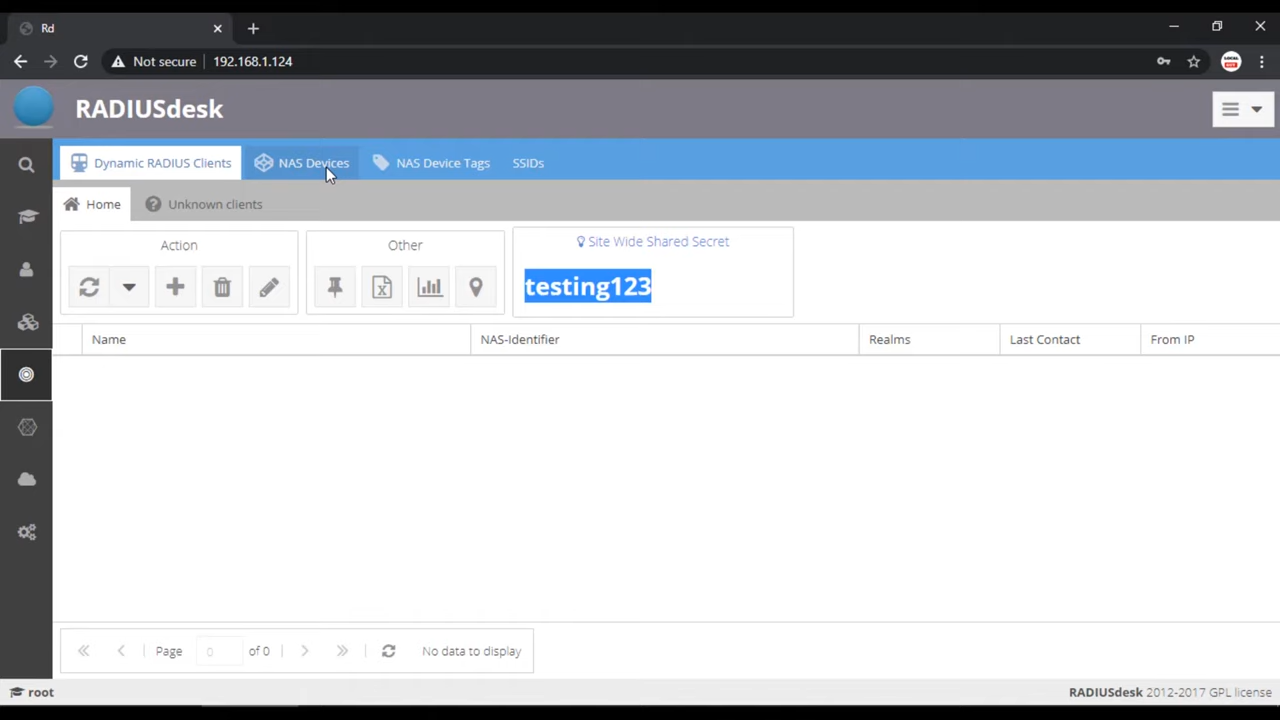 Rd
Not secure 192.168.1.124
LOCAL
RADIUSdesk
Dynamic RADIUS Clients NAS Devices NAS Device Tags SSIDs
Home Unknown clients
Action Other Site Wide Shared Secret
testing123
Name NAS-Identifier Realms Last Contact From IP
Page 0 of 0 No data to display
root RADIUSdesk 2012-2017 GPL license